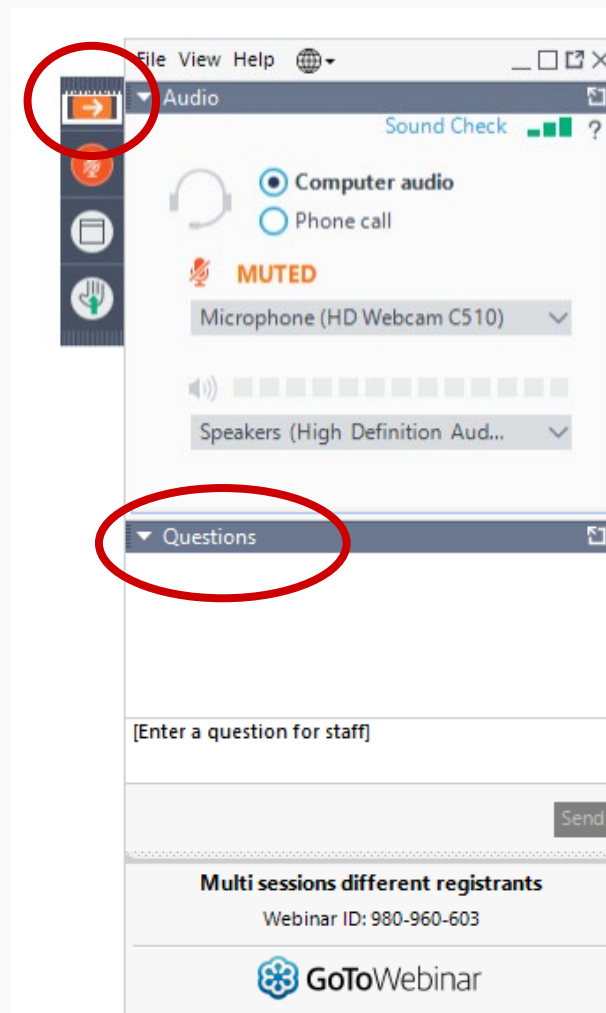 File View Help
Audio
Sound Check ?
Computer audio
Phone call
MUTED
Microphone (HD Webcam C510)
Speakers (High Definition Aud...
Questions
[Enter a question for staff]
Send
Multi sessions different registrants
Webinar ID: 980-960-603
GoToWebinar